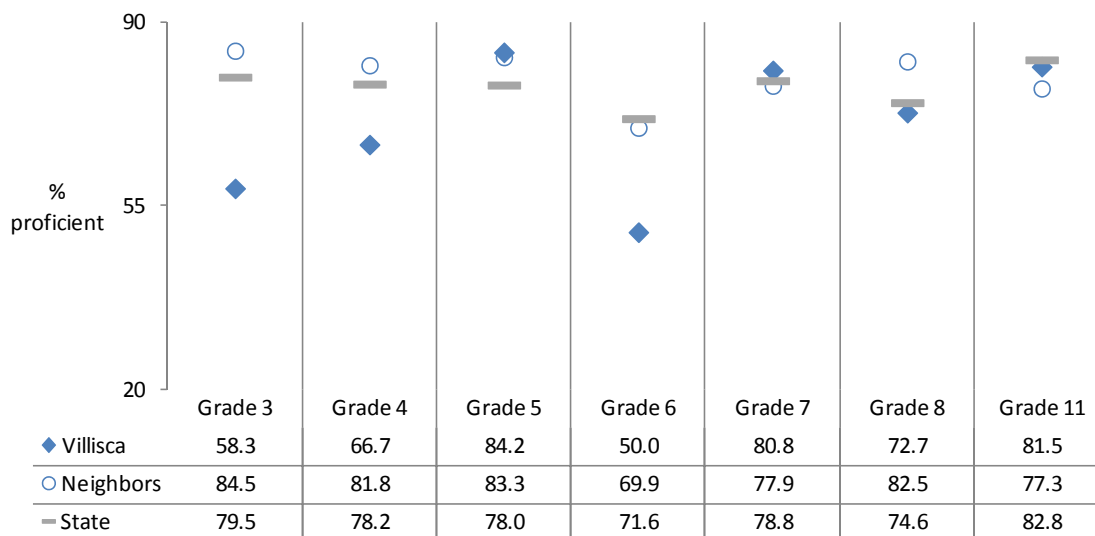 90
%
proficient
55
20
Grade 3 Grade 4 Grade 5 Grade 6 Grade 7 Grade 8 Grade 11
Villisca 58.3 66.7 84.2 50.0 80.8 72.7 81.5
Neighbors 84.5 81.8 83.3 69.9 77.9 82.5 77.3
State 79.5 78.2 78.0 71.6 78.8 74.6 82.8